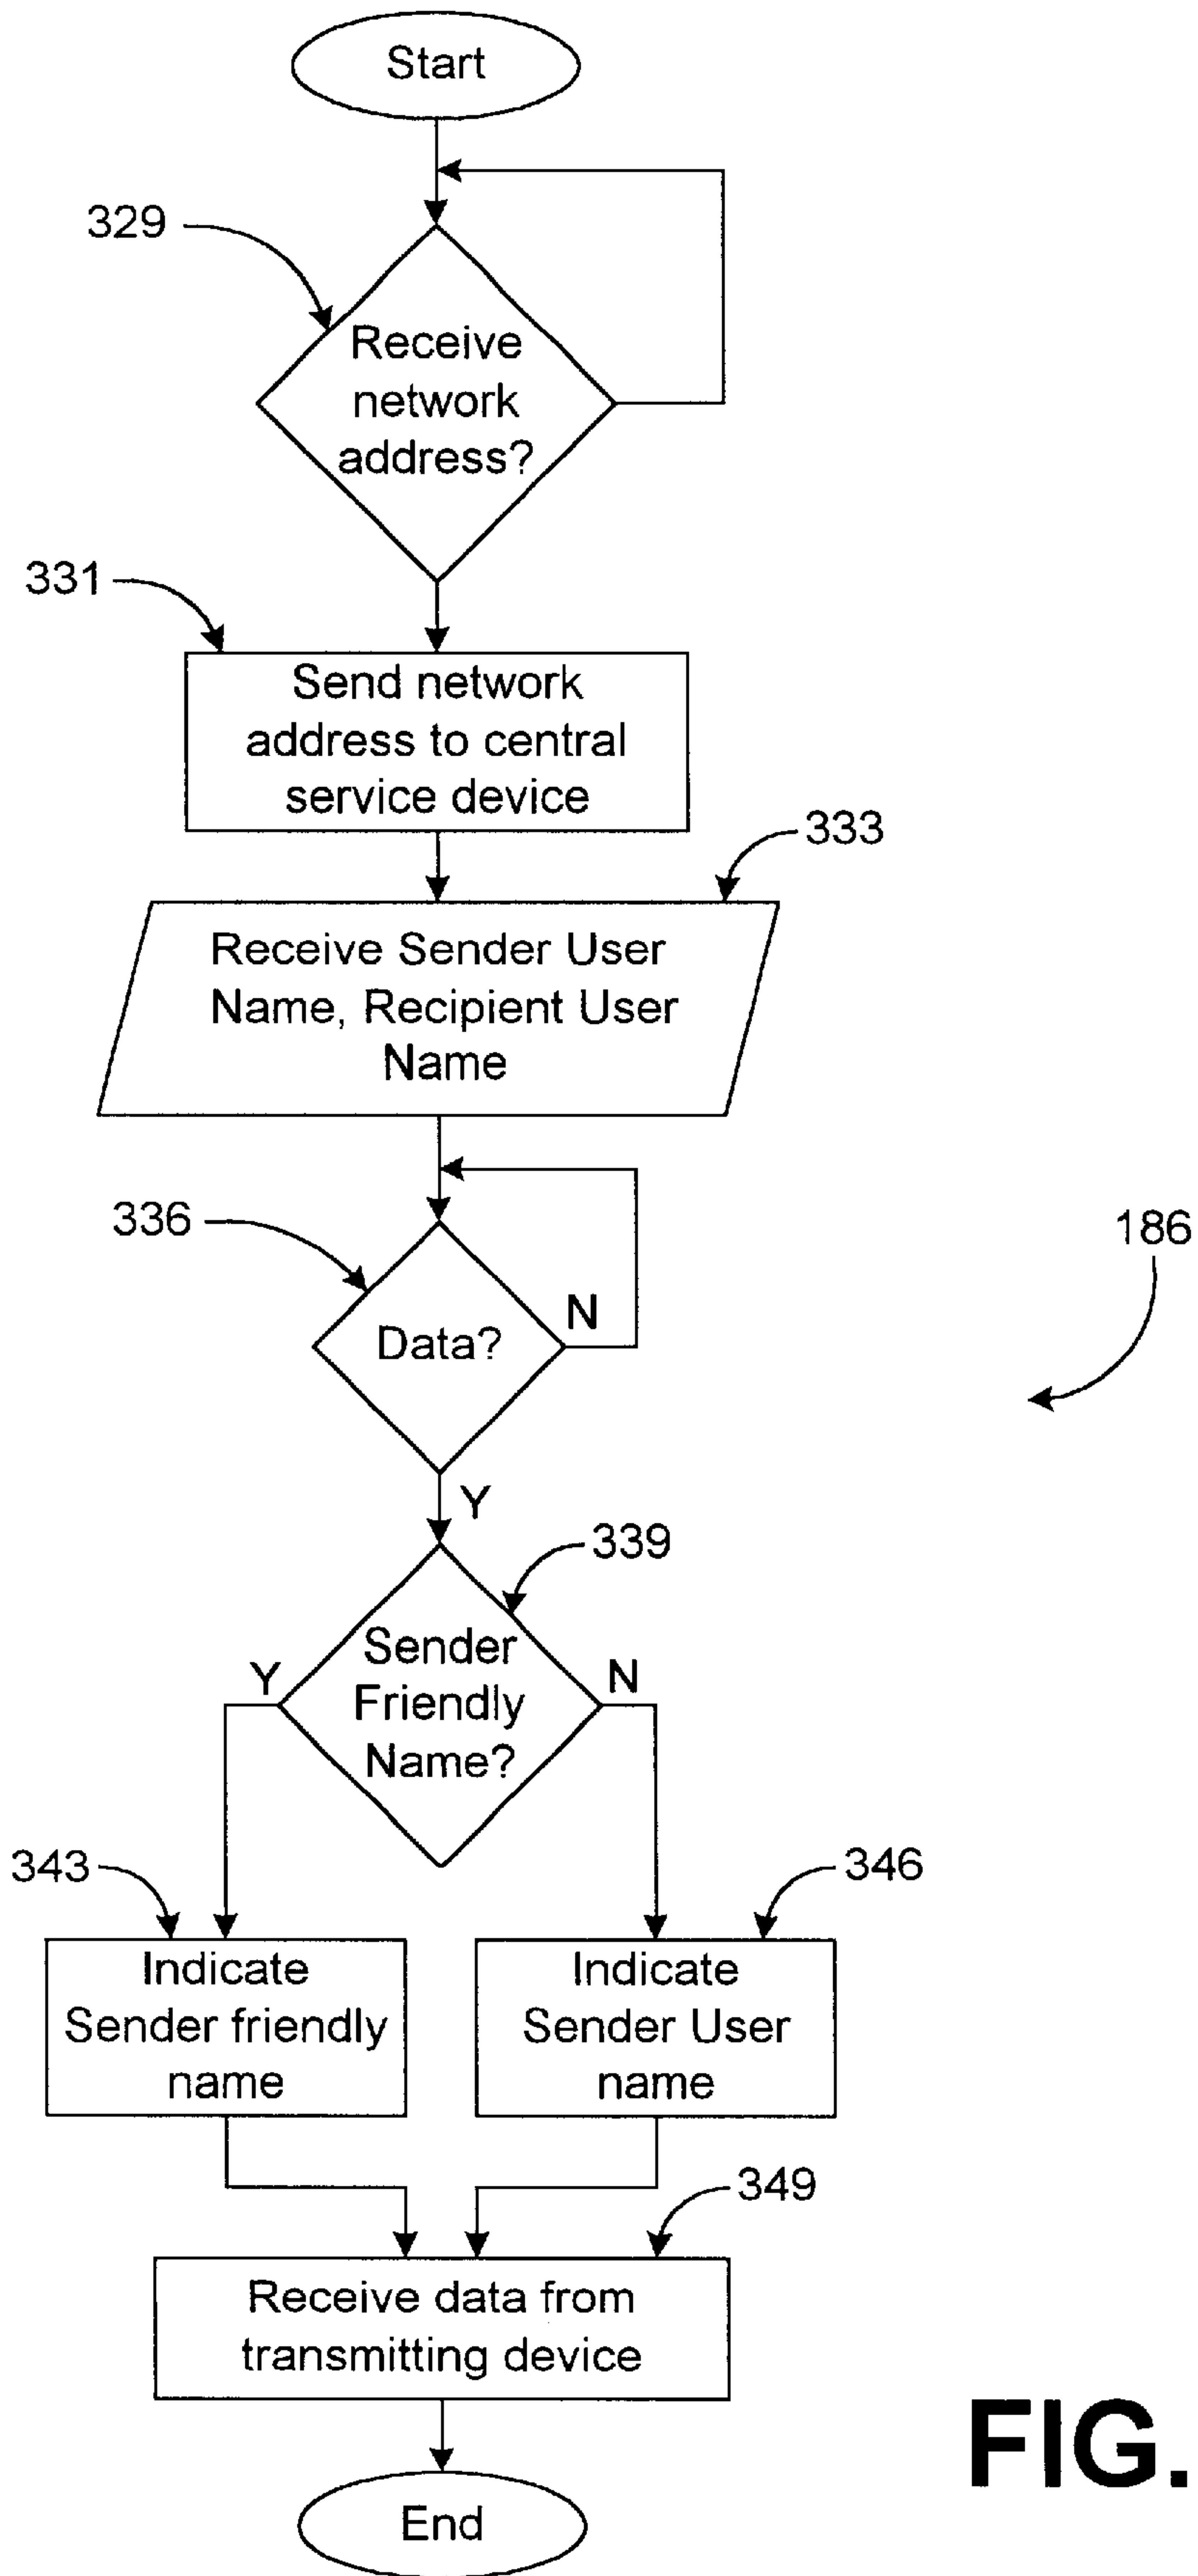 Start
329
Receive
network
address?
331
Send network
address to central
service device
333
Receive Sender User
Name, Recipient User
Name
336
N
Data?
186
Y
339
Sender
Friendly
Name?
Y
N
343
346
Indicate
Sender friendly
name
Indicate
Sender User
name
349
Receive data from
transmitting device
End
FIG.